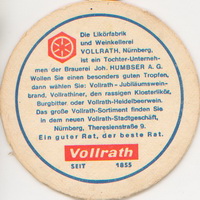 Die Likörfabrik
und Weinkellerei
VOLLRATH, Nürnberg,
ist ein Tochter-Unterneh-
men der Brauerei Joh. HUMBSER A. G.
Wollen Sie einen besonders guten Tropfen,
dann wählen Sie: Vollrath-Jubiläumswein-
brand, Vollrathiner, den rassigen Klosterlikör,
Burgbitter oder Vollrath-Heidelbeerwein.
Das große Vollrath-Sortiment finden Sie
in dem neuen Vollrath-Stadtgeschäft,
Nürnberg, Theresienstraße 9.
Ein guter Rat, der beste Rat.
Vollrath
SEIT 1855